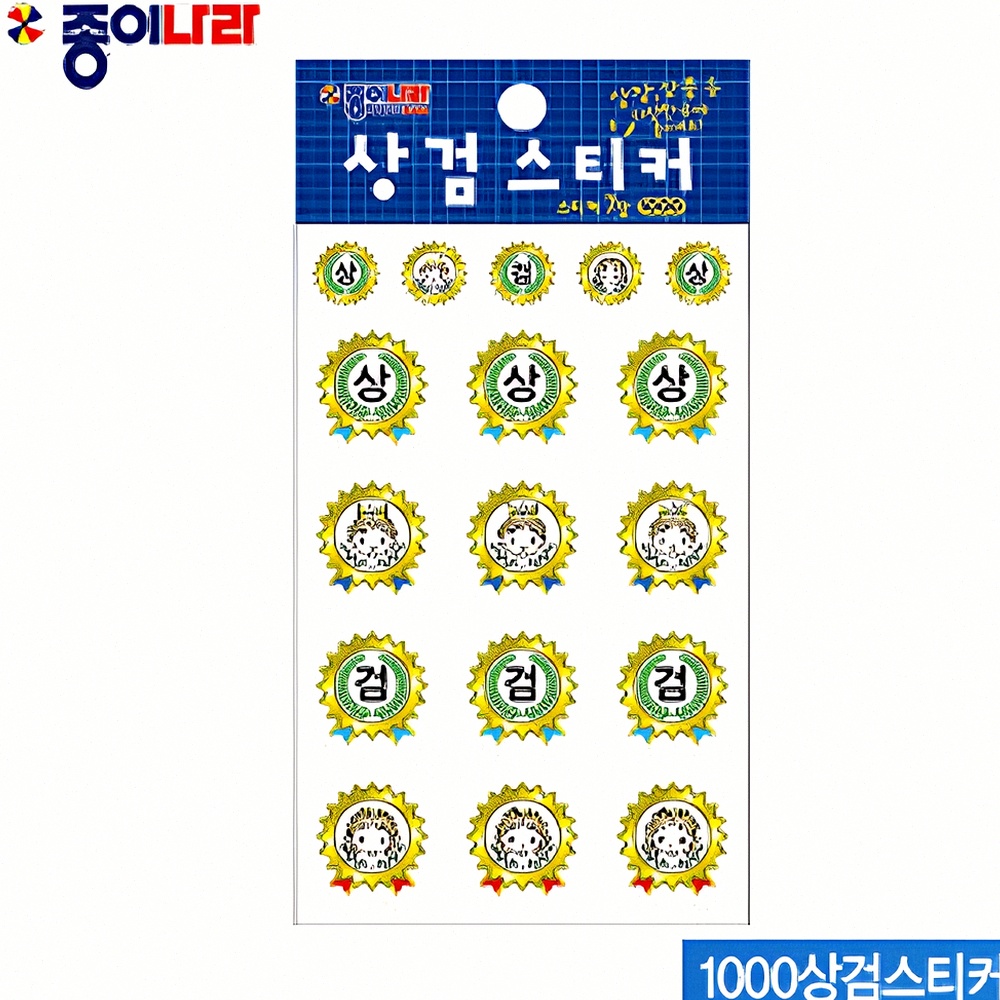 종이나라
종이나라
상검 스티커
상 검 상
상 상 상
검 검 검
1000상검스티커